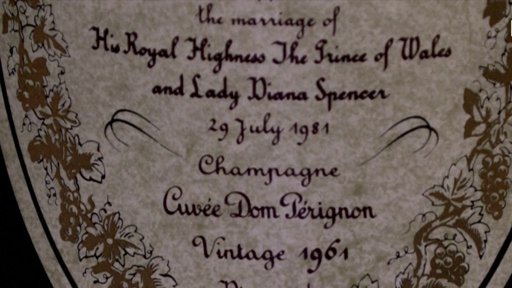 the marriage of
His Royal Highness The Prince of Wales
and Lady Diana Spencer
29 July 1981
Champagne
Cuvée Dom Pérignon
Vintage 1961